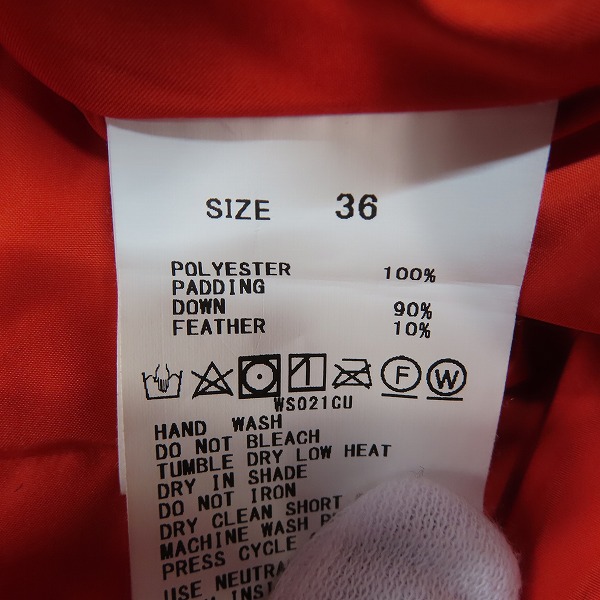 SIZE 36
POLYESTER 100%
PADDING
DOWN 90%
FEATHER 10%
F W
WS021CU
HAND WASH
DO NOT BLEACH
TUMBLE DRY LOW HEAT
DRY IN SHADE
DO NOT IRON
DRY CLEAN SHORT
MACHINE WASH
PRESS CYCLE
USE